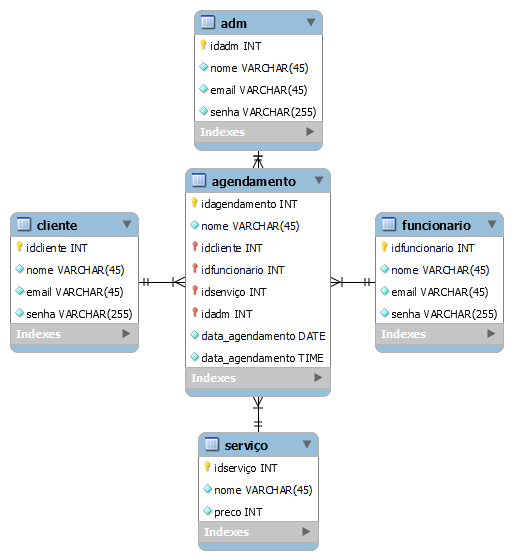 adm
idadm INT
nome VARCHAR(45)
email VARCHAR(45)
senha VARCHAR(255)
Indexes
agendamento
idagendamento INT
nome VARCHAR(45)
idcliente INT
idfuncionario INT
idsenviço INT
idadm INT
data_agendamento DATE
data_agendamento TIME
Indexes
cliente
idcliente INT
nome VARCHAR(45)
email VARCHAR(45)
senha VARCHAR(255)
Indexes
funcionario
idfuncionario INT
nome VARCHAR(45)
email VARCHAR(45)
senha VARCHAR(255)
Indexes
serviço
idserviço INT
nome VARCHAR(45)
preco INT
Indexes